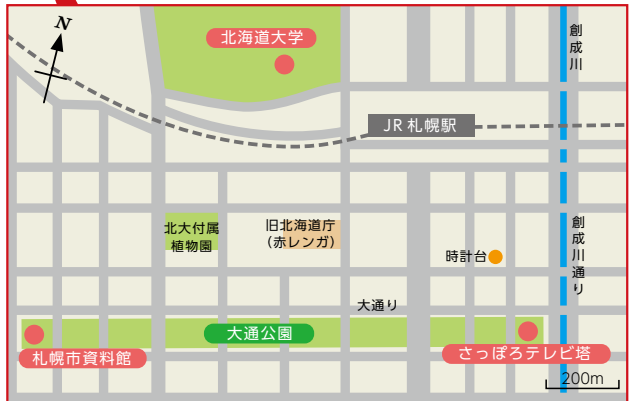 N
北海道大学
創成川
JR札幌駅
北大付属
植物園
旧北海道庁
(赤レンガ)
時計台
創成川通り
大通り
大通公園
札幌市資料館
さっぽろテレビ塔
200m